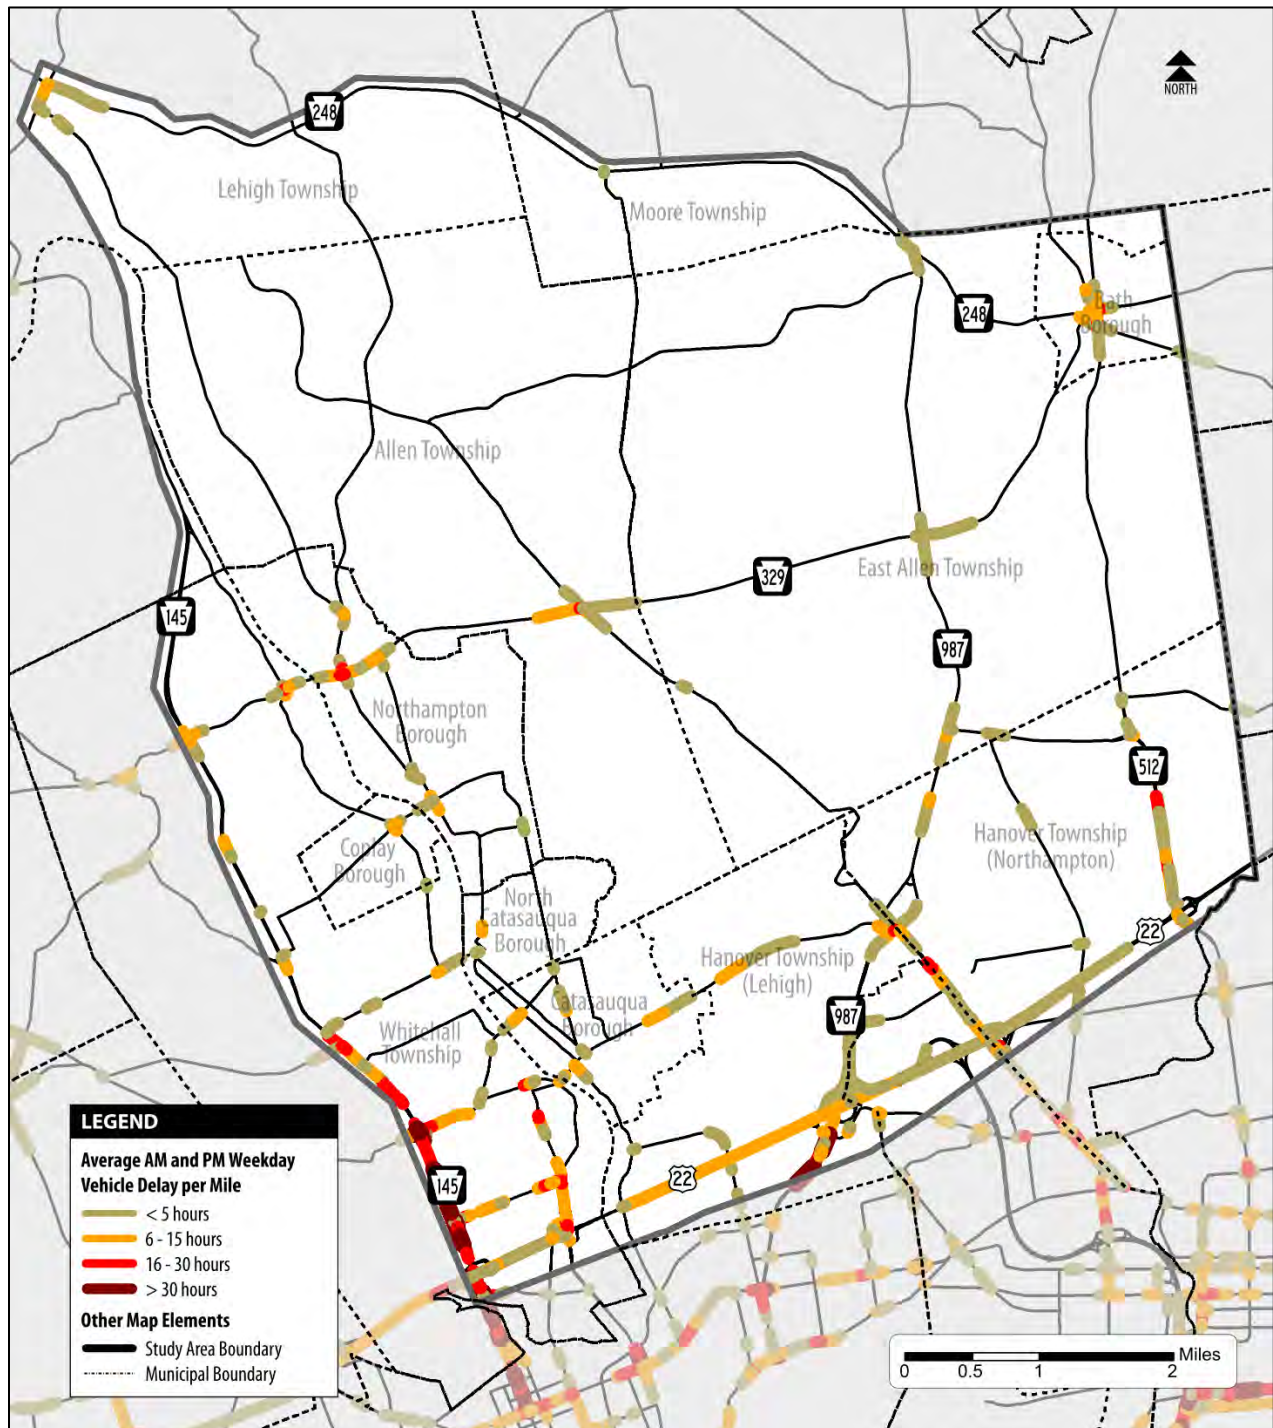 NORTH
248
Lehigh Township
Moore Township
248
Bath
Borough
Allen Township
329
East Allen Township
145
987
Northampton
Borough
512
Hanover Township
(Northampton)
Coplay
Borough
North
Catasauqua
Borough
22
Hanover Township
(Lehigh)
987
Catasauqua
Borough
Whitehall
Township
145
22
LEGEND
Average AM and PM Weekday
Vehicle Delay per Mile
< 5 hours
6 - 15 hours
16 - 30 hours
> 30 hours
Other Map Elements
Study Area Boundary
Municipal Boundary
Miles
0 0.5 1 2